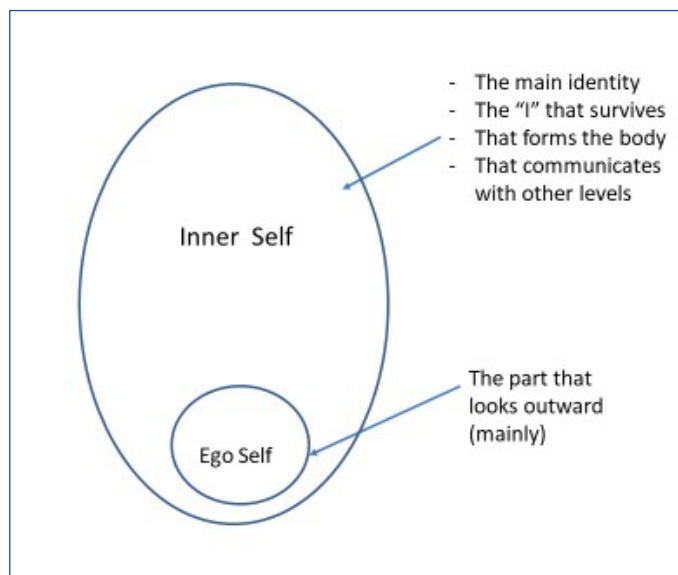 - The main identity
- The “I” that survives
- That forms the body
- That communicates
with other levels
Inner Self
The part that
looks outward
(mainly)
Ego Self